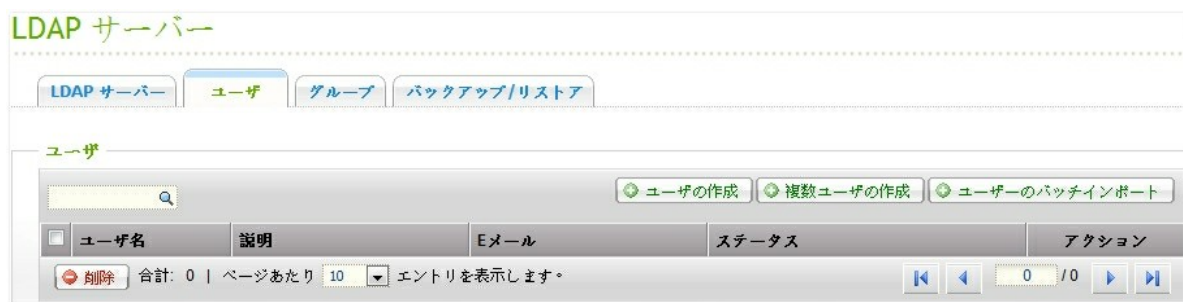 LDAP サーバー
LDAP サーバー ユーザ グループ バックアップ/リストア
ユーザ
ユーザの作成 複数ユーザの作成 ユーザーのバッチインポート
ユーザ名 説明 Eメール ステータス アクション
削除 合計: 0 | ページあたり 10 エントリを表示します。 0 /0